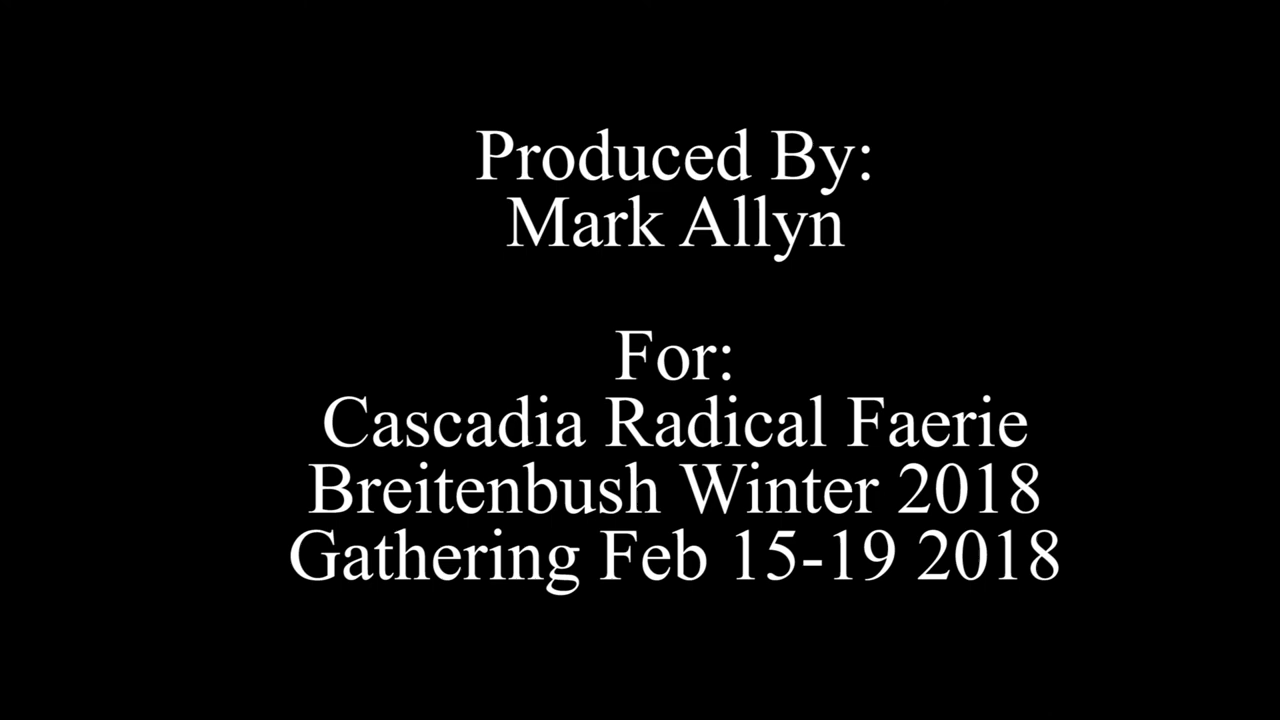 Produced By:
Mark Allyn
For:
Cascadia Radical Faerie
Breitenbush Winter 2018
Gathering Feb 15-19 2018